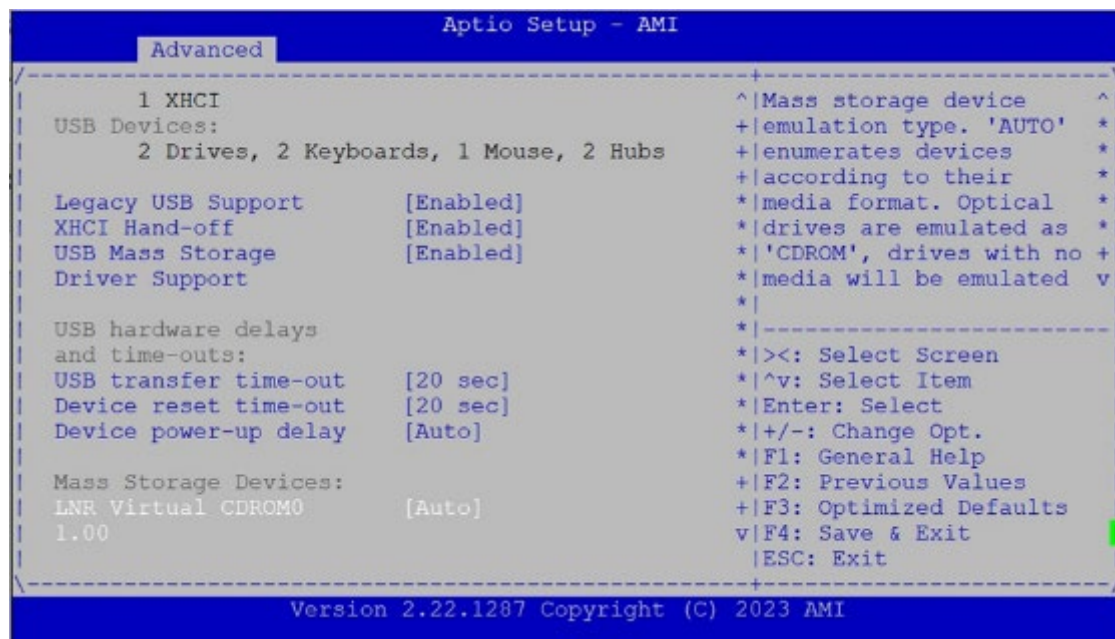 Aptio Setup - AMI
Advanced
/-------------------------------------------------------+--------------------------\
| 1 XHCI ^|Mass storage device ^
| USB Devices: +|emulation type. 'AUTO' *
| 2 Drives, 2 Keyboards, 1 Mouse, 2 Hubs +|enumerates devices *
| +|according to their *
| Legacy USB Support [Enabled] *|media format. Optical *
| XHCI Hand-off [Enabled] *|drives are emulated as *
| USB Mass Storage [Enabled] *|'CDROM', drives with no +
| Driver Support *|media will be emulated v
| *|
| USB hardware delays *|--------------------------
| and time-outs: *|><: Select Screen
| USB transfer time-out [20 sec] *|^v: Select Item
| Device reset time-out [20 sec] *|Enter: Select
| Device power-up delay [Auto] *|+/-: Change Opt.
| *|F1: General Help
| Mass Storage Devices: +|F2: Previous Values
| LNR Virtual CDROM0 [Auto] +|F3: Optimized Defaults
| 1.00 v|F4: Save & Exit
| |ESC: Exit
\-------------------------------------------------------+--------------------------/
Version 2.22.1287 Copyright (C) 2023 AMI